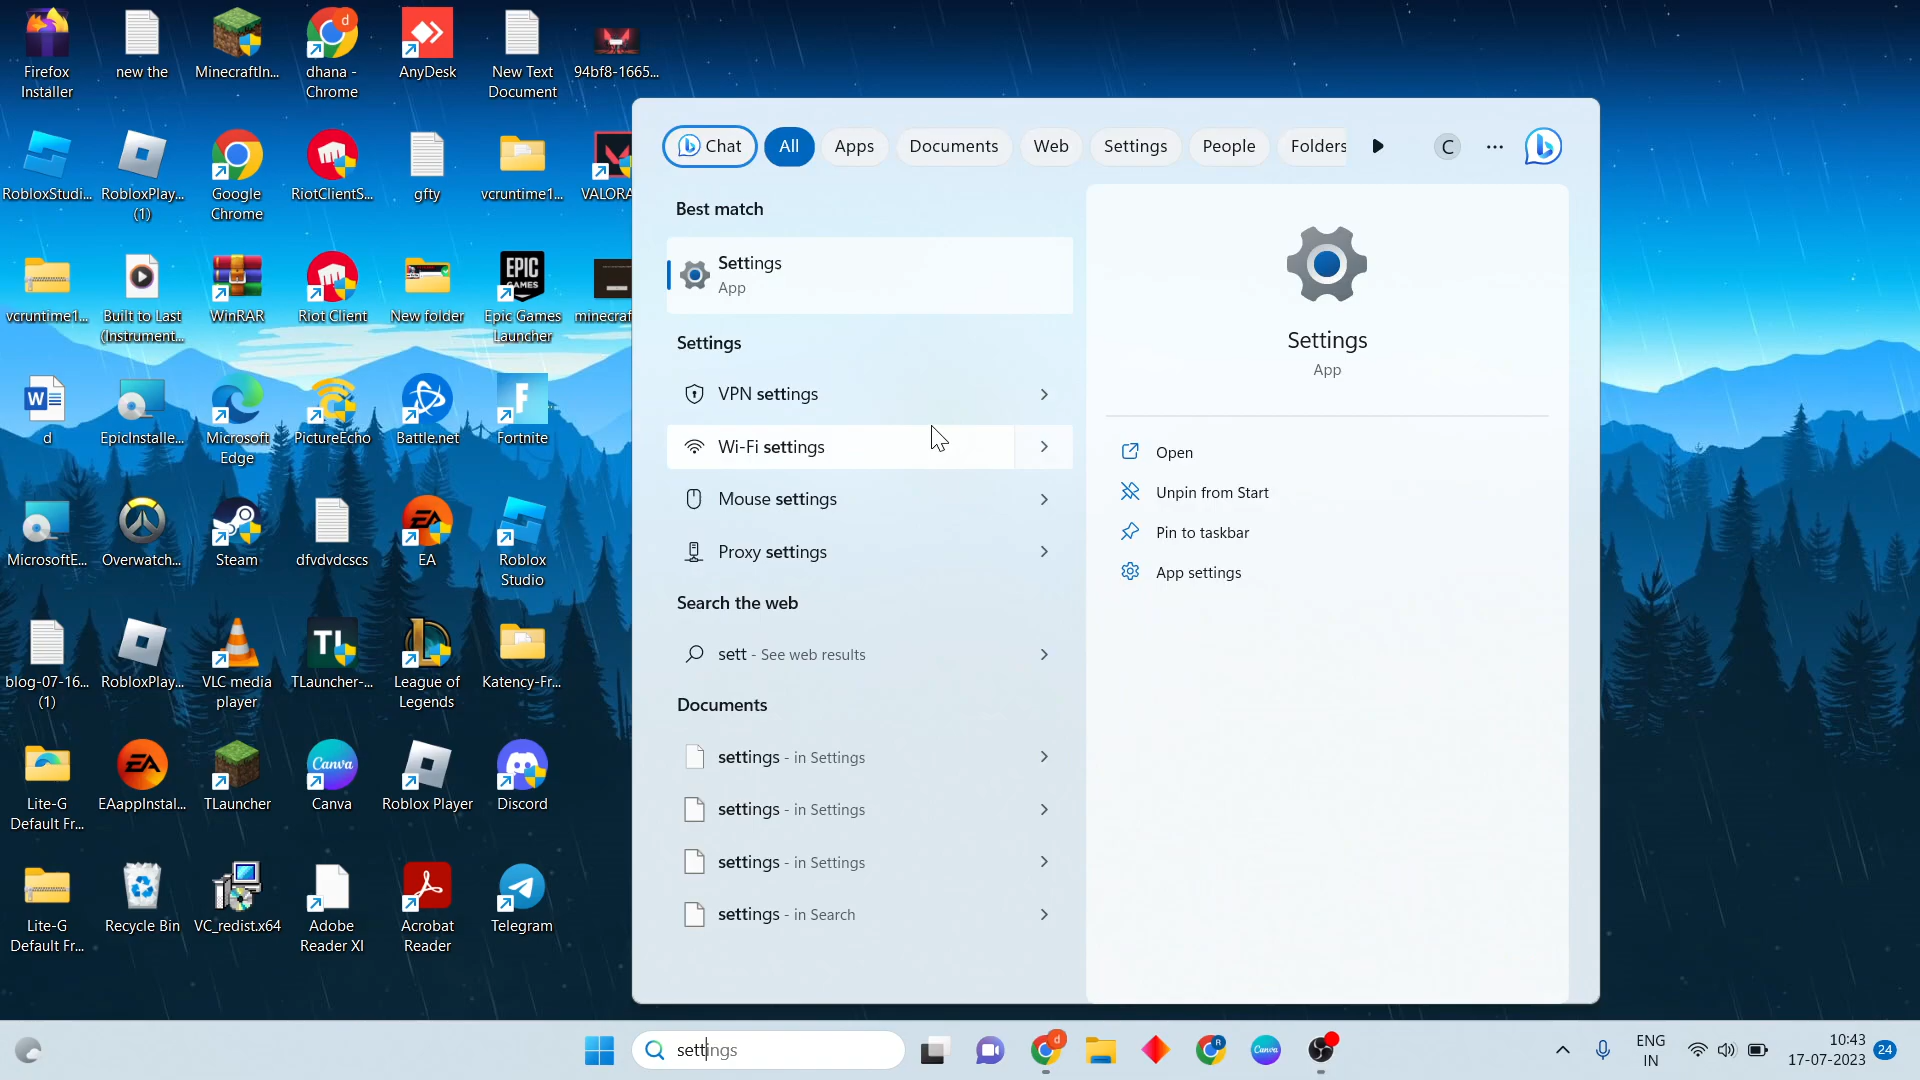 Firefox
Installer
new the
MinecraftIn...
dhana -
Chrome
AnyDesk
New Text
Document
94bf8-1665...
RobloxStudi...
RobloxPlay...
(1)
Google
Chrome
RiotClientS...
gfty
vcruntime1...
VALORA
vcruntime1...
Built to Last
(Instrument...
WinRAR
Riot Client
New folder
EPIC
GAMES
Epic Games
Launcher
minecraf
d
EpicInstalle...
Microsoft
Edge
PictureEcho
Battle.net
Fortnite
MicrosoftE...
Overwatch...
Steam
dfvdvdcscs
EA
Roblox
Studio
blog-07-16...
(1)
RobloxPlay...
VLC media
player
TL
TLauncher-...
League of
Legends
Katency-Fr...
Lite-G
Default Fr...
EA
EAappInstal...
TLauncher
Canva
Canva
Roblox Player
Discord
Lite-G
Default Fr...
Recycle Bin
VC_redist.x64
Adobe
Reader XI
Acrobat
Reader
Telegram
Chat
All
Apps
Documents
Web
Settings
People
Folders
C
Best match
Settings
App
Settings
VPN settings
Wi-Fi settings
Mouse settings
Proxy settings
Search the web
sett - See web results
Documents
settings - in Settings
settings - in Settings
settings - in Settings
settings - in Search
Settings
App
Open
Unpin from Start
Pin to taskbar
App settings
settings
Canva
ENG
IN
10:43
17-07-2023
24